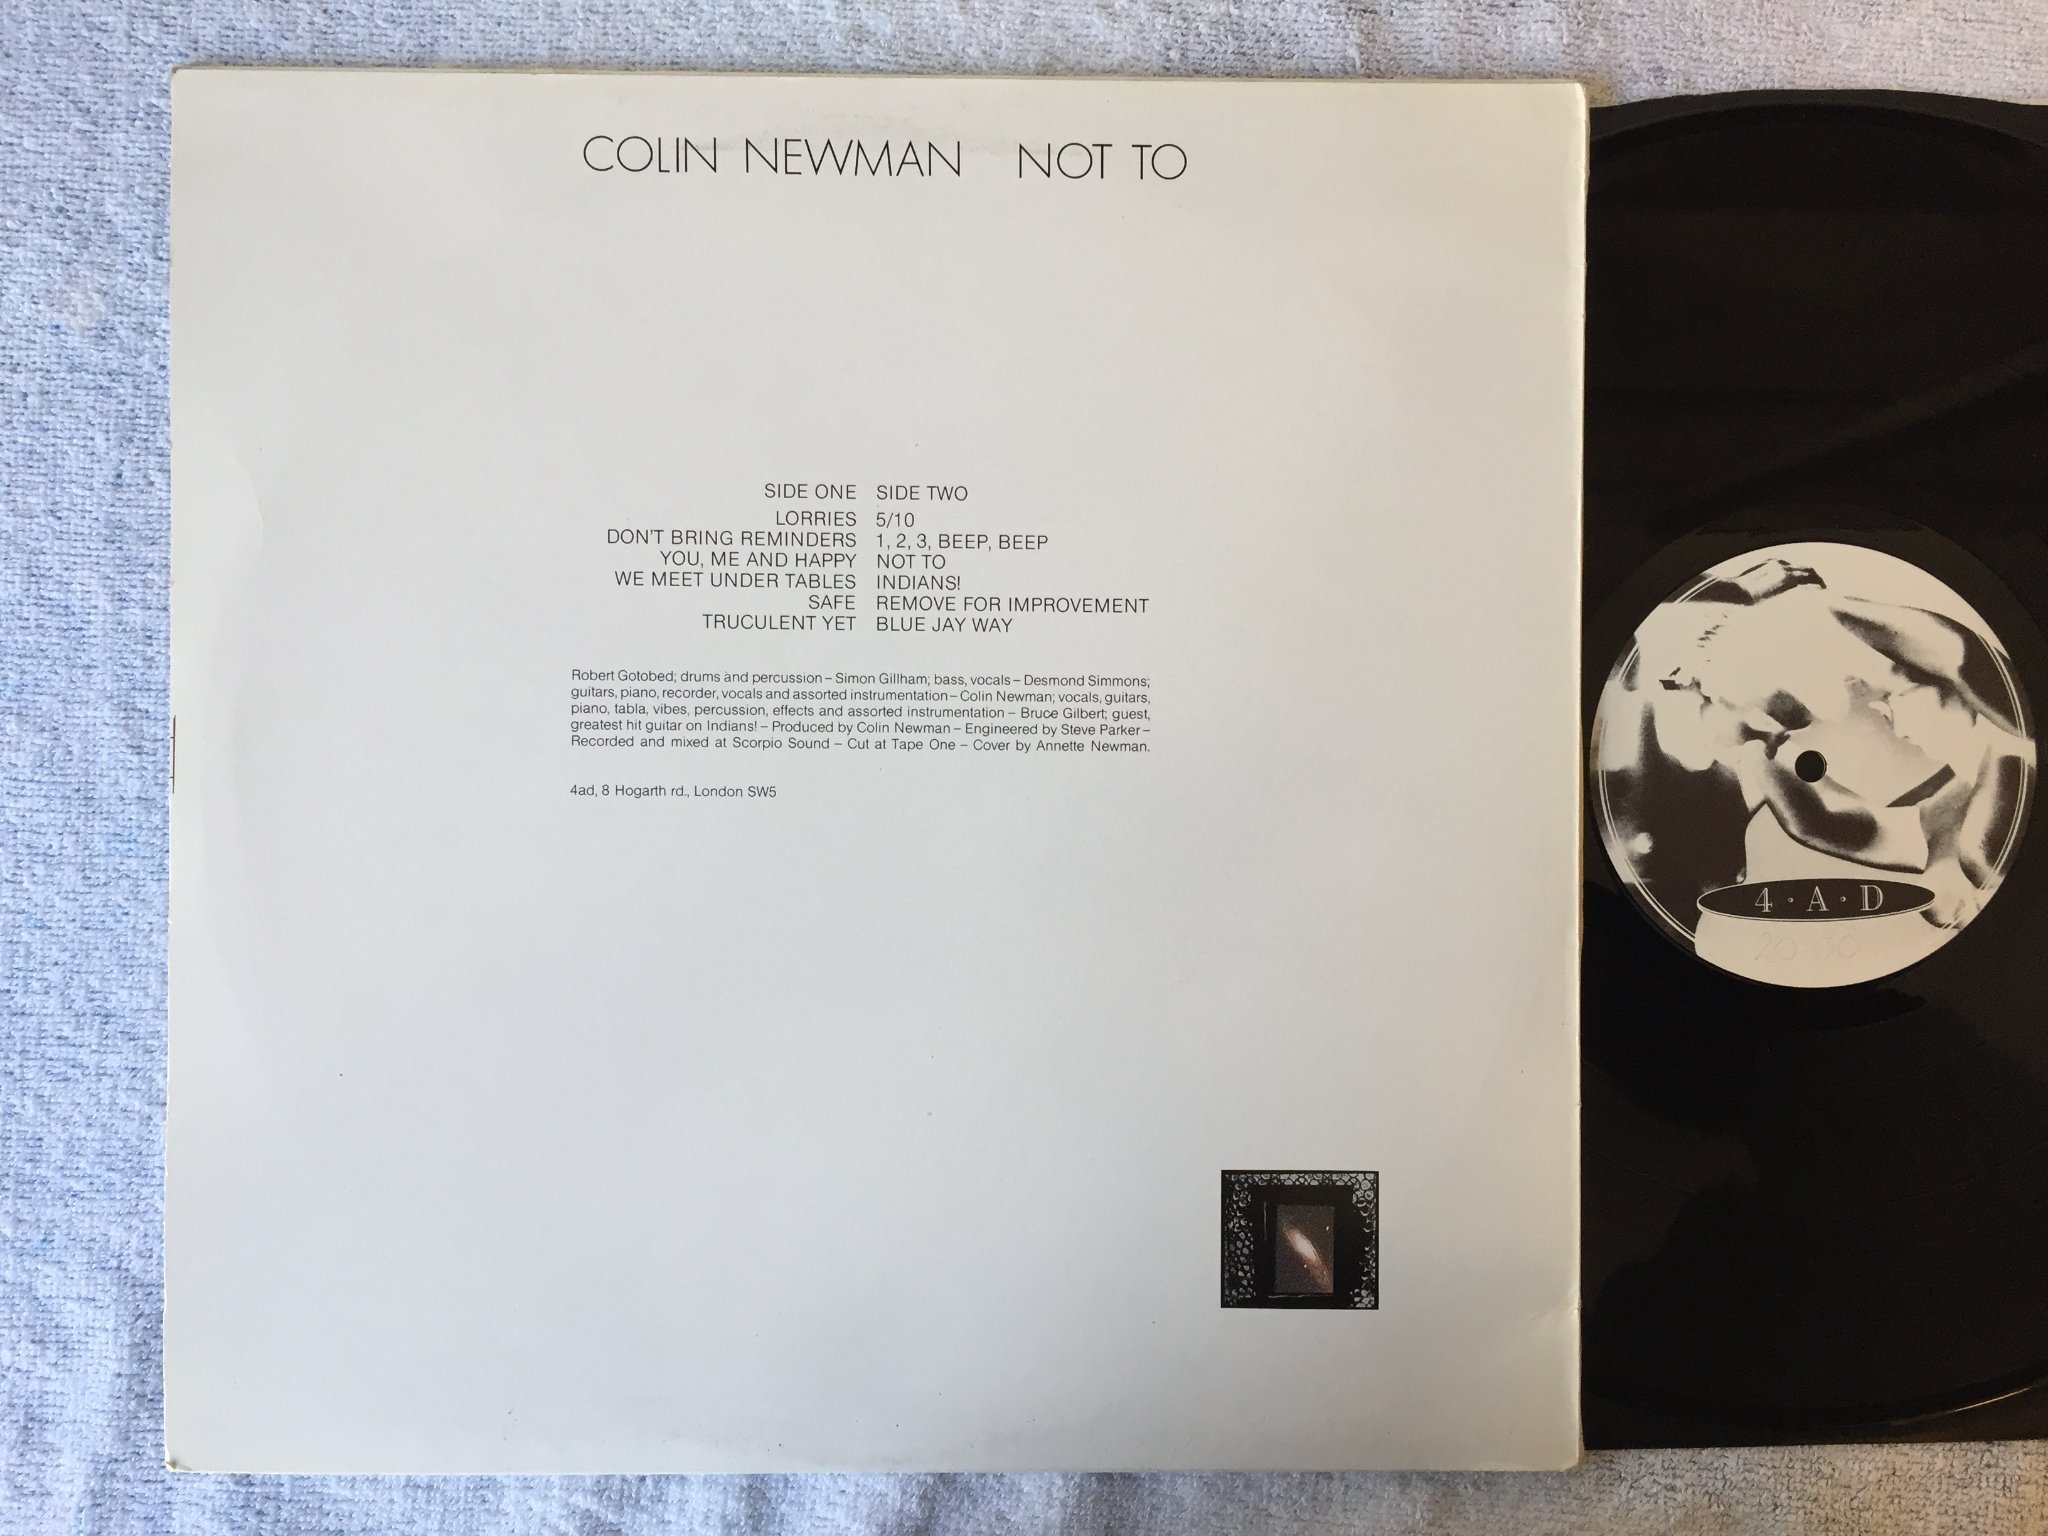 COLIN NEWMAN NOT TO
SIDE ONE SIDE TWO
LORRIES 5/10
DON'T BRING REMINDERS 1, 2, 3, BEEP, BEEP
YOU, ME AND HAPPY NOT TO
WE MEET UNDER TABLES INDIANS!
SAFE REMOVE FOR IMPROVEMENT
TRUCULENT YET BLUE JAY WAY
Robert Gotobed; drums and percussion – Simon Gillham; bass, vocals – Desmond Simmons;
guitars, piano, recorder, vocals and assorted instrumentation – Colin Newman; vocals, guitars,
piano, tabla, vibes, percussion, effects and assorted instrumentation – Bruce Gilbert; guest,
greatest hit guitar on Indians! – Produced by Colin Newman – Engineered by Steve Parker –
Recorded and mixed at Scorpio Sound – Cut at Tape One – Cover by Annette Newman.
4ad, 8 Hogarth rd., London SW5
4·A·D
20:00